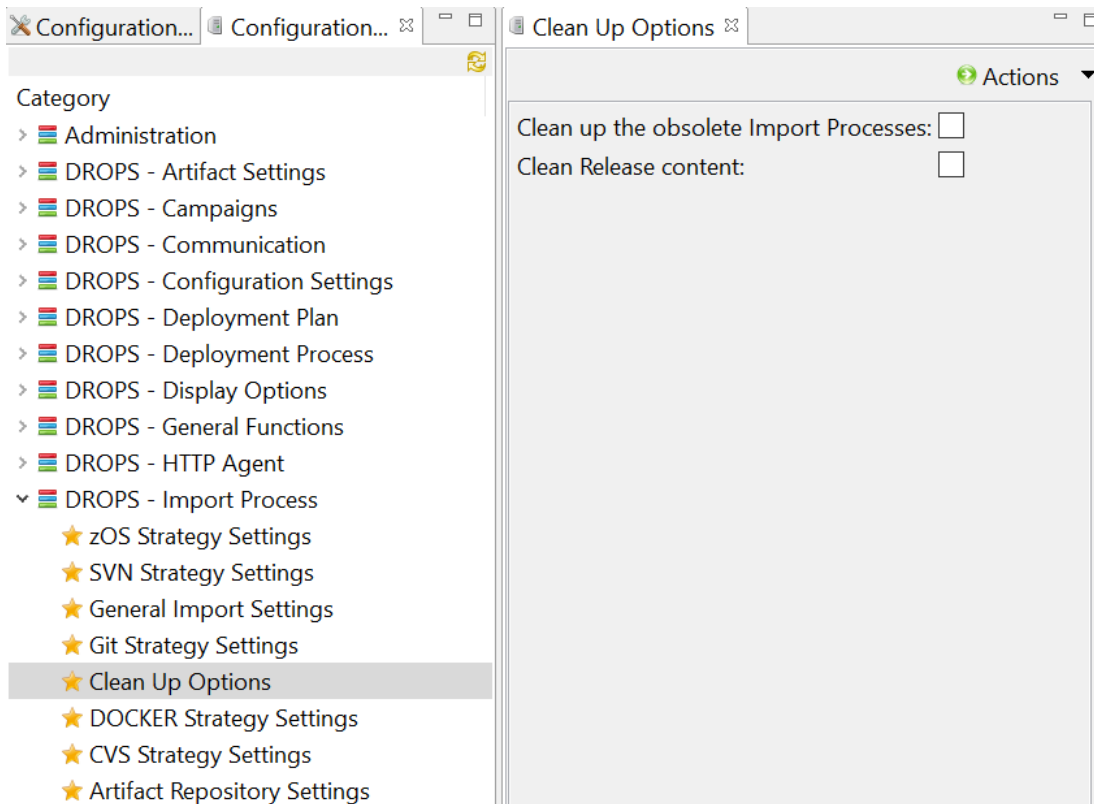 Configuration...
Configuration...
Category
Administration
DROPS - Artifact Settings
DROPS - Campaigns
DROPS - Communication
DROPS - Configuration Settings
DROPS - Deployment Plan
DROPS - Deployment Process
DROPS - Display Options
DROPS - General Functions
DROPS - HTTP Agent
DROPS - Import Process
zOS Strategy Settings
SVN Strategy Settings
General Import Settings
Git Strategy Settings
Clean Up Options
DOCKER Strategy Settings
CVS Strategy Settings
Artifact Repository Settings
Clean Up Options
Actions
Clean up the obsolete Import Processes:
Clean Release content: